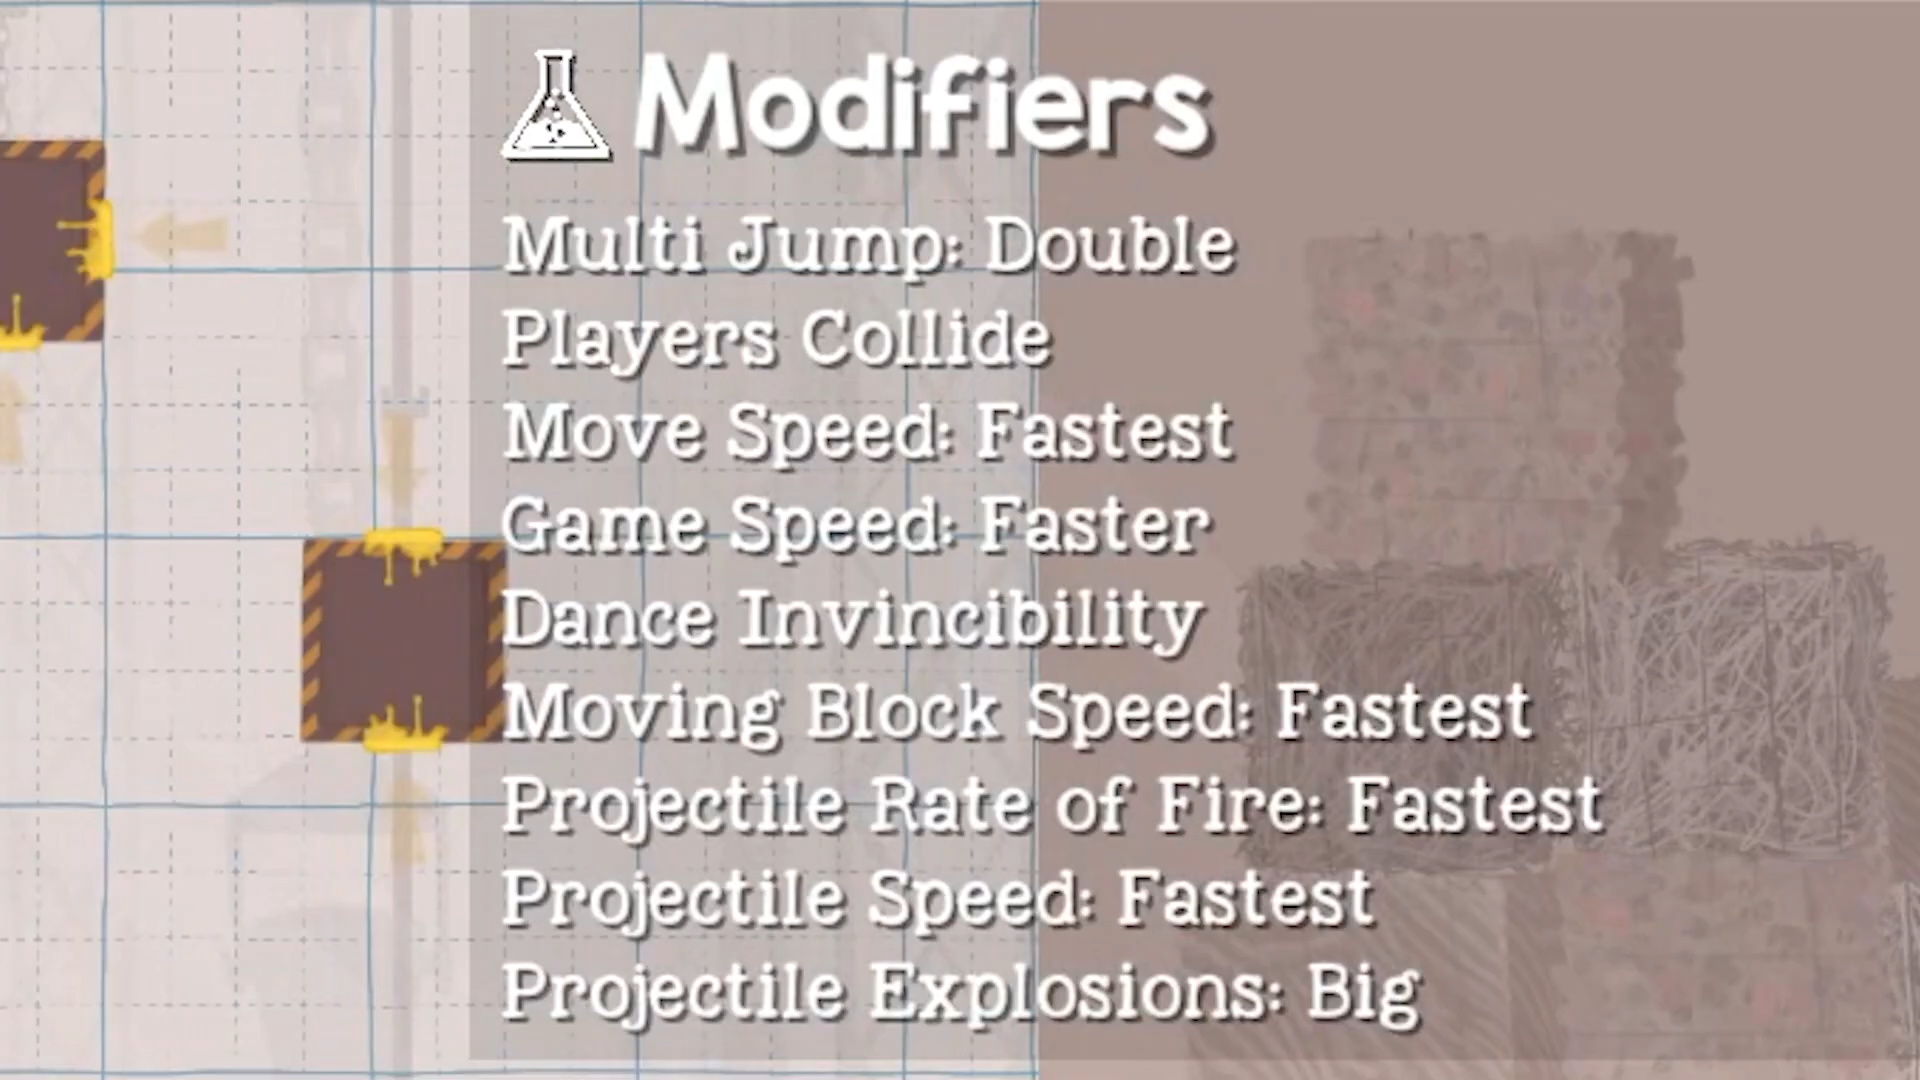 Modifiers
Multi Jump: Double
Players Collide
Move Speed: Fastest
Game Speed: Faster
Dance Invincibility
Moving Block Speed: Fastest
Projectile Rate of Fire: Fastest
Projectile Speed: Fastest
Projectile Explosions: Big